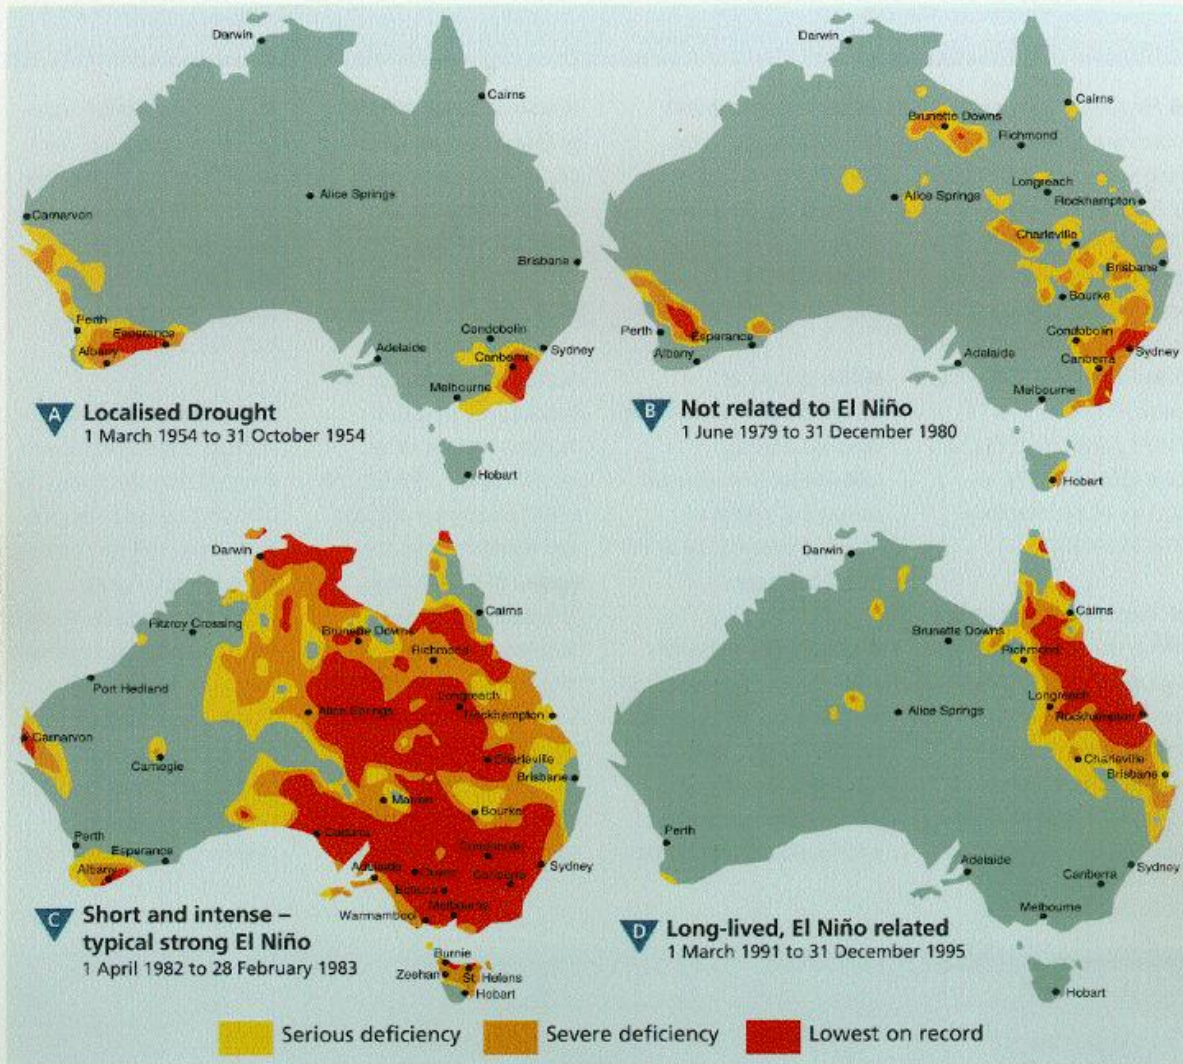 Darwin
Cairns
Alice Springs
Carnarvon
Brisbane
Perth
Esperance
Albany
Condobolin
Adelaide
Sydney
Canberra
Melbourne
A Localised Drought
1 March 1954 to 31 October 1954
Hobart
Darwin
Cairns
Brunette Downs
Richmond
Longreach
Alice Springs
Rockhampton
Charleville
Brisbane
Bourke
Perth
Esperance
Condobolin
Albany
Adelaide
Sydney
Canberra
Melbourne
B Not related to El Niño
1 June 1979 to 31 December 1980
Hobart
Darwin
Cairns
Fitzroy Crossing
Brunette Downs
Richmond
Port Hedland
Longreach
Alice Springs
Rockhampton
Carnarvon
Carnegie
Charleville
Brisbane
Marree
Bourke
Perth
Ceduna
Esperance
Condobolin
Albany
Adelaide
Ouyen
Sydney
Canberra
Echuca
Melbourne
Warrnambool
C Short and intense –
typical strong El Niño
1 April 1982 to 28 February 1983
Burnie
Zeehan
St. Helens
Hobart
Darwin
Cairns
Brunette Downs
Richmond
Longreach
Alice Springs
Rockhampton
Charleville
Brisbane
Perth
Adelaide
Sydney
Canberra
Melbourne
D Long-lived, El Niño related
1 March 1991 to 31 December 1995
Hobart
Serious deficiency
Severe deficiency
Lowest on record